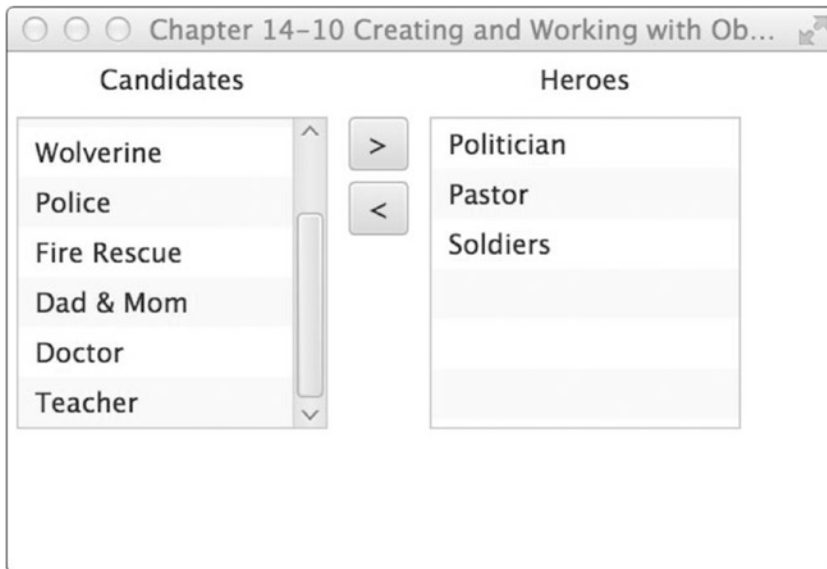 Chapter 14-10 Creating and Working with Ob...
Candidates
Heroes
Wolverine
Police
Fire Rescue
Dad & Mom
Doctor
Teacher
>
<
Politician
Pastor
Soldiers